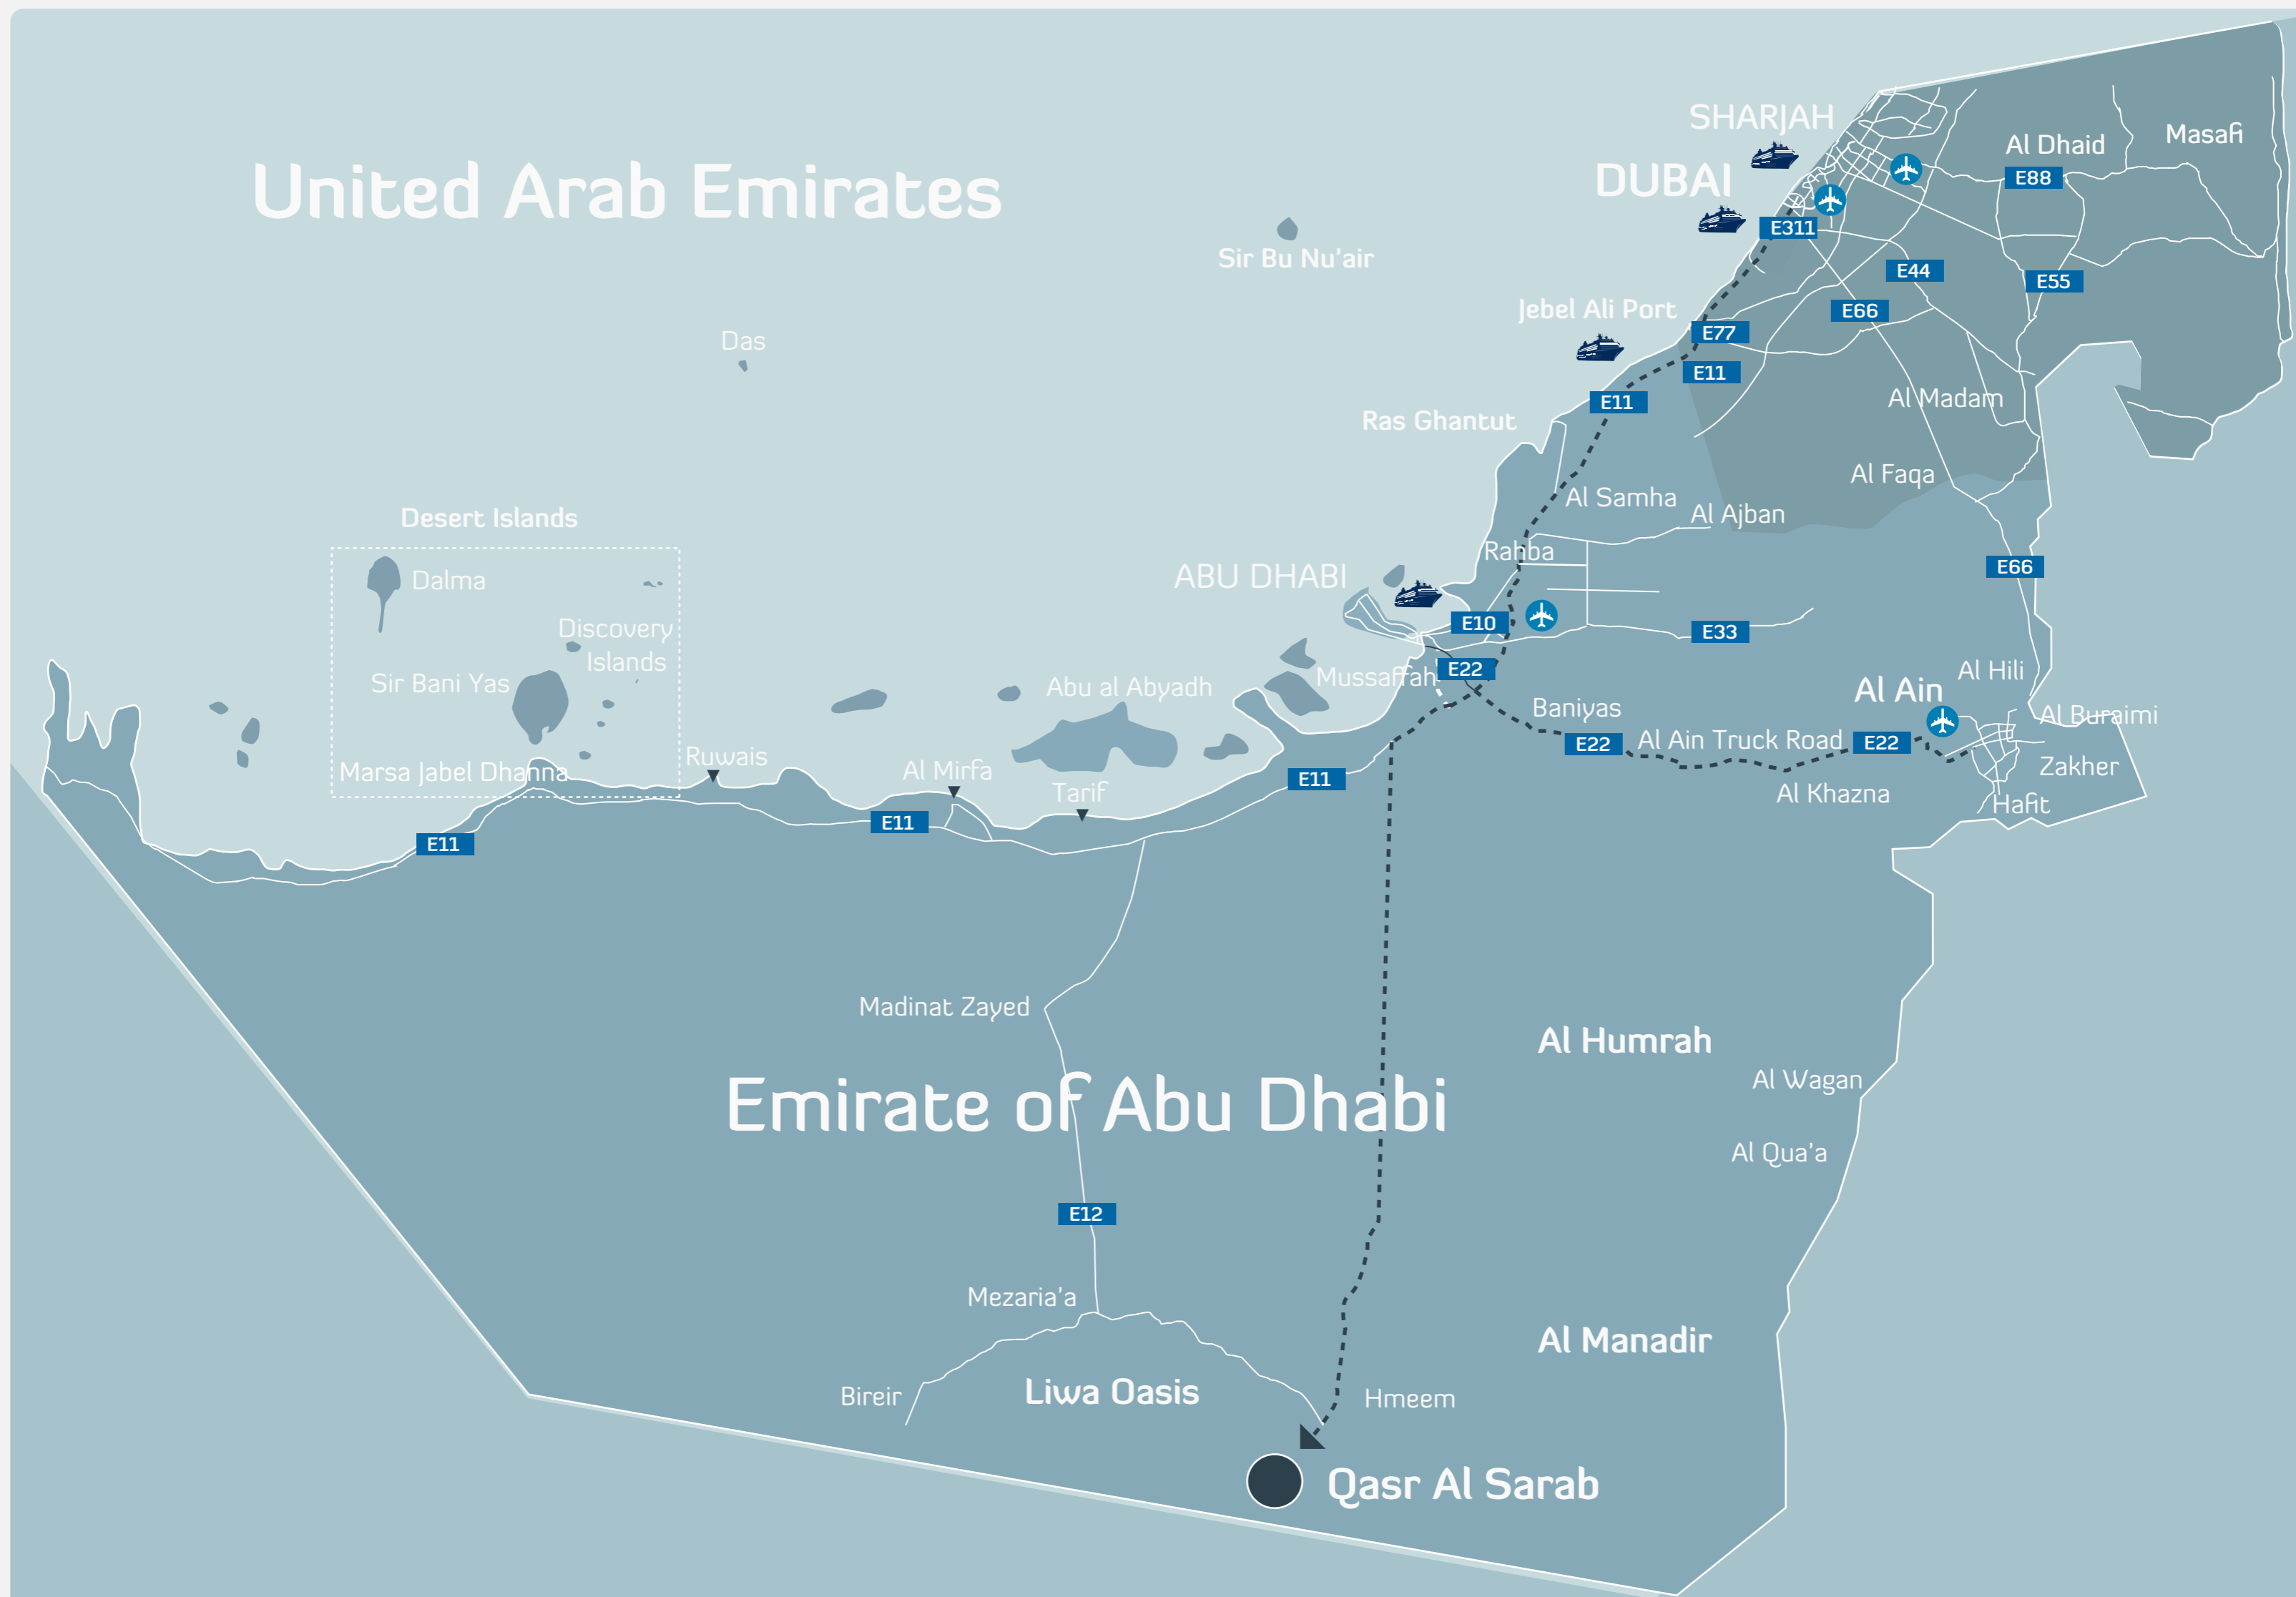 SHARJAH
Masafi
Al Dhaid
United Arab Emirates
DUBAI
E88
E311
Sir Bu Nu'air
E44
E55
Jebel Ali Port
E66
E77
Das
E11
E11
Al Madam
Ras Ghantut
Al Faqa
Al Samha
Desert Islands
Al Ajban
Rahba
E66
Dalma
ABU DHABI
Discovery
Islands
E10
E33
Sir Bani Yas
Mussaffah
E22
Al Hili
Abu al Abyadh
Al Ain
Baniyas
Al Buraimi
E22
Al Ain Truck Road
E22
Ruwais
Marsa Jabel Dhanna
Al Mirfa
Zakher
E11
Tarif
Al Khazna
Hafit
E11
E11
Madinat Zayed
Al Humrah
Al Wagan
Emirate of Abu Dhabi
Al Qua'a
E12
Mezaria'a
Al Manadir
Bireir
Liwa Oasis
Hmeem
Qasr Al Sarab